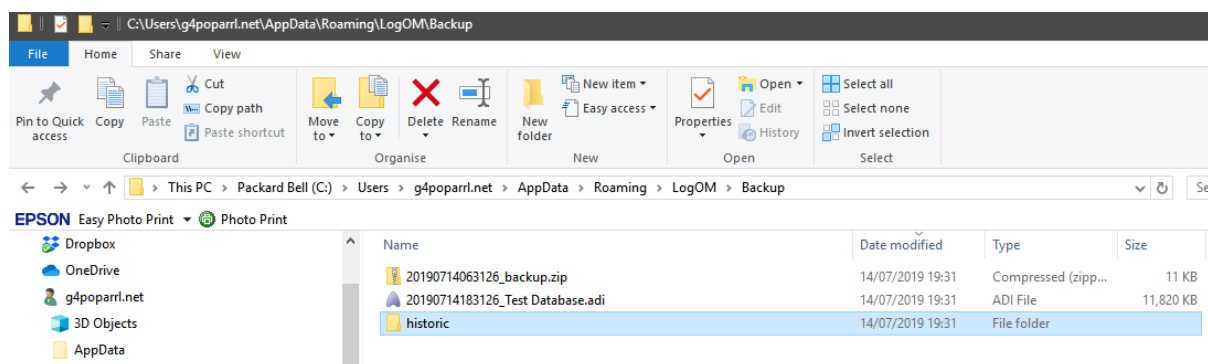 C:\Users\g4poparrl.net\AppData\Roaming\LogOM\Backup
File Home Share View
Pin to Quick access
Copy
Paste
Cut
Copy path
Paste shortcut
Clipboard
Move to
Copy to
Delete
Rename
Organise
New folder
New item
Easy access
New
Properties
Open
Edit
History
Open
Select all
Select none
Invert selection
Select
This PC > Packard Bell (C:) > Users > g4poparrl.net > AppData > Roaming > LogOM > Backup
Se
EPSON Easy Photo Print Photo Print
Dropbox
OneDrive
g4poparrl.net
3D Objects
AppData
Name Date modified Type Size
20190714063126_backup.zip 14/07/2019 19:31 Compressed (zipp... 11 KB
20190714183126_Test Database.adi 14/07/2019 19:31 ADI File 11,820 KB
historic 14/07/2019 19:31 File folder